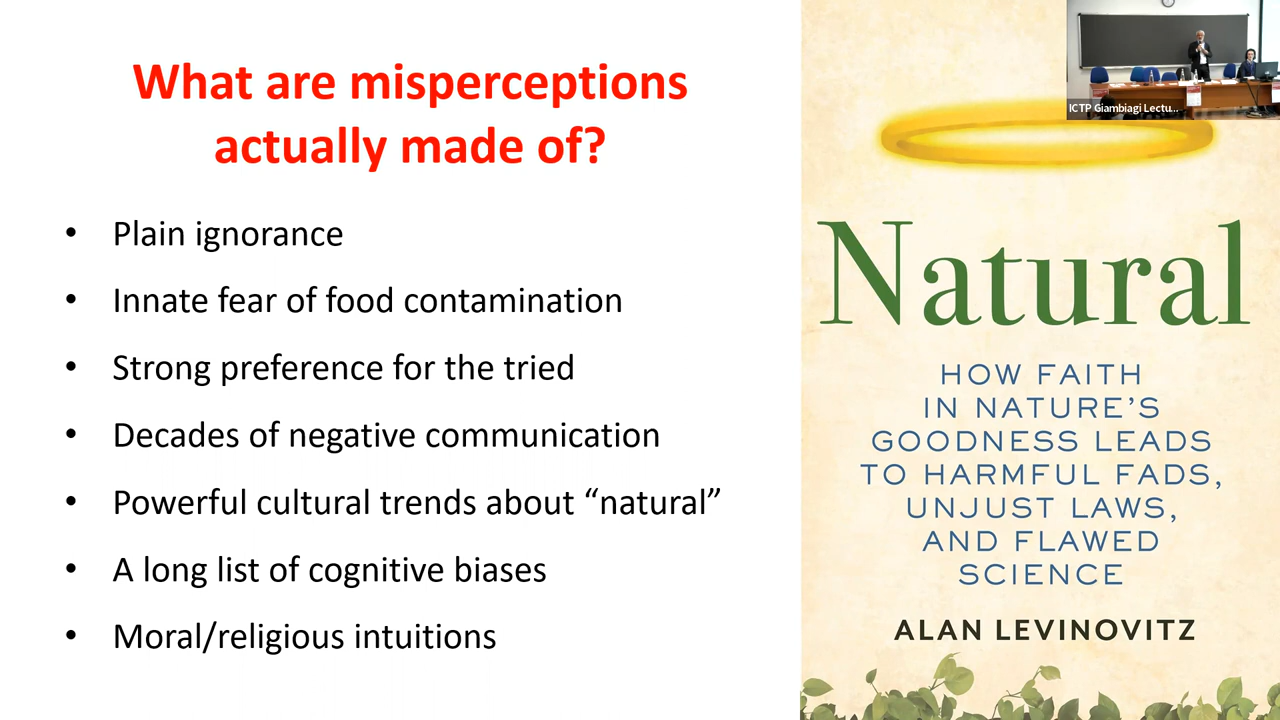 What are misperceptions
actually made of?
• Plain ignorance
• Innate fear of food contamination
• Strong preference for the tried
• Decades of negative communication
• Powerful cultural trends about “natural”
• A long list of cognitive biases
• Moral/religious intuitions
ICTP Giambiagi Lectu...
Natural
HOW FAITH
IN NATURE’S
GOODNESS LEADS
TO HARMFUL FADS,
UNJUST LAWS,
AND FLAWED
SCIENCE
ALAN LEVINOVITZ